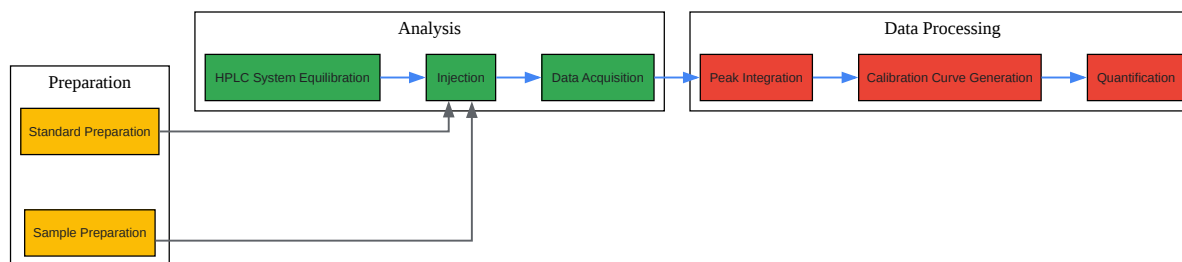 Preparation
Standard Preparation
Sample Preparation
Analysis
HPLC System Equilibration
Injection
Data Acquisition
Data Processing
Peak Integration
Calibration Curve Generation
Quantification